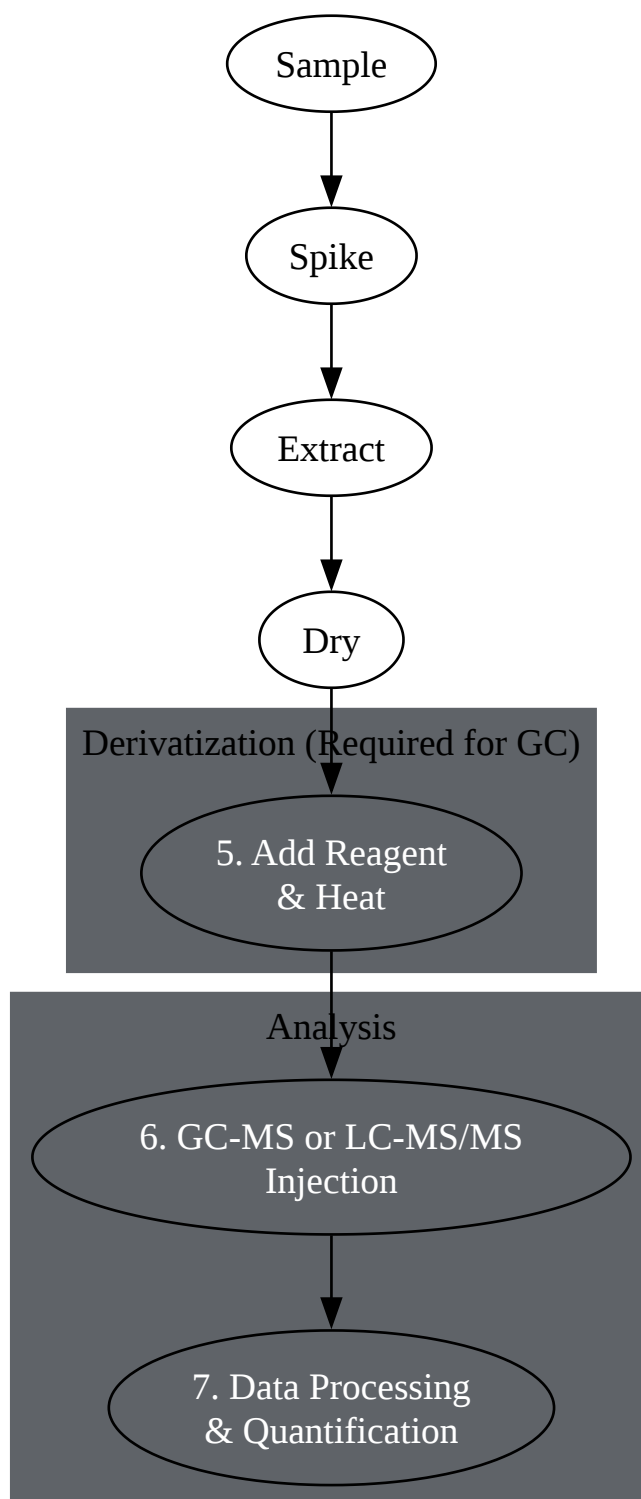 Sample
Spike
Extract
Dry
Derivatization (Required for GC)
5. Add Reagent
& Heat
Analysis
6. GC-MS or LC-MS/MS
Injection
7. Data Processing
& Quantification